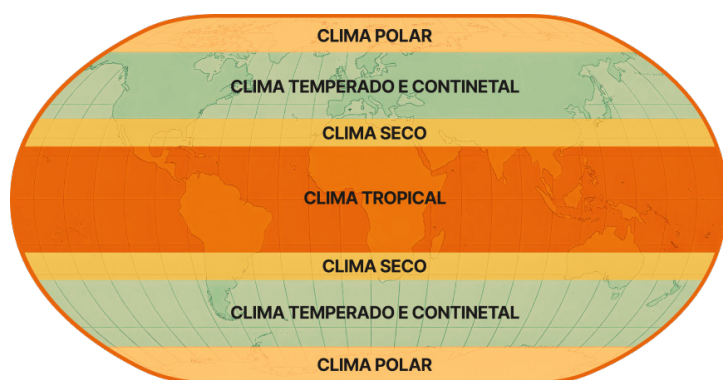 CLIMA POLAR
CLIMA TEMPERADO E CONTINETAL
CLIMA SECO
CLIMA TROPICAL
CLIMA SECO
CLIMA TEMPERADO E CONTINETAL
CLIMA POLAR